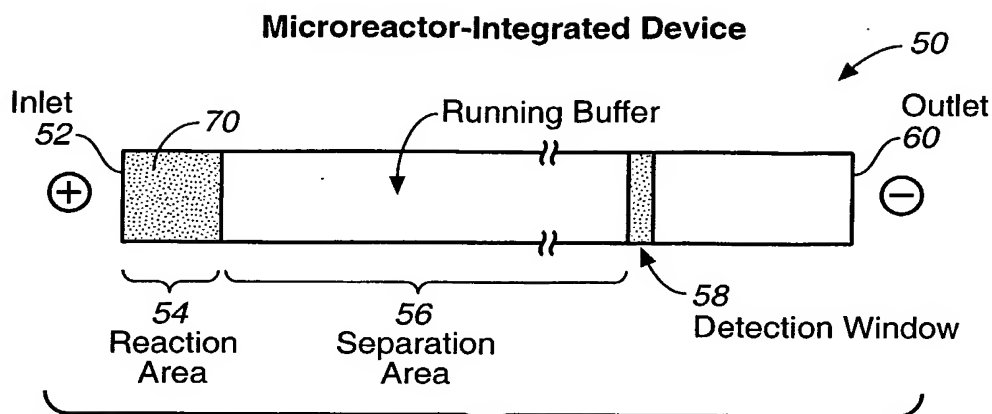 Microreactor-Integrated Device
50
Inlet
52
70
Running Buffer
Outlet
60
+
−
54
Reaction
Area
56
Separation
Area
58
Detection Window